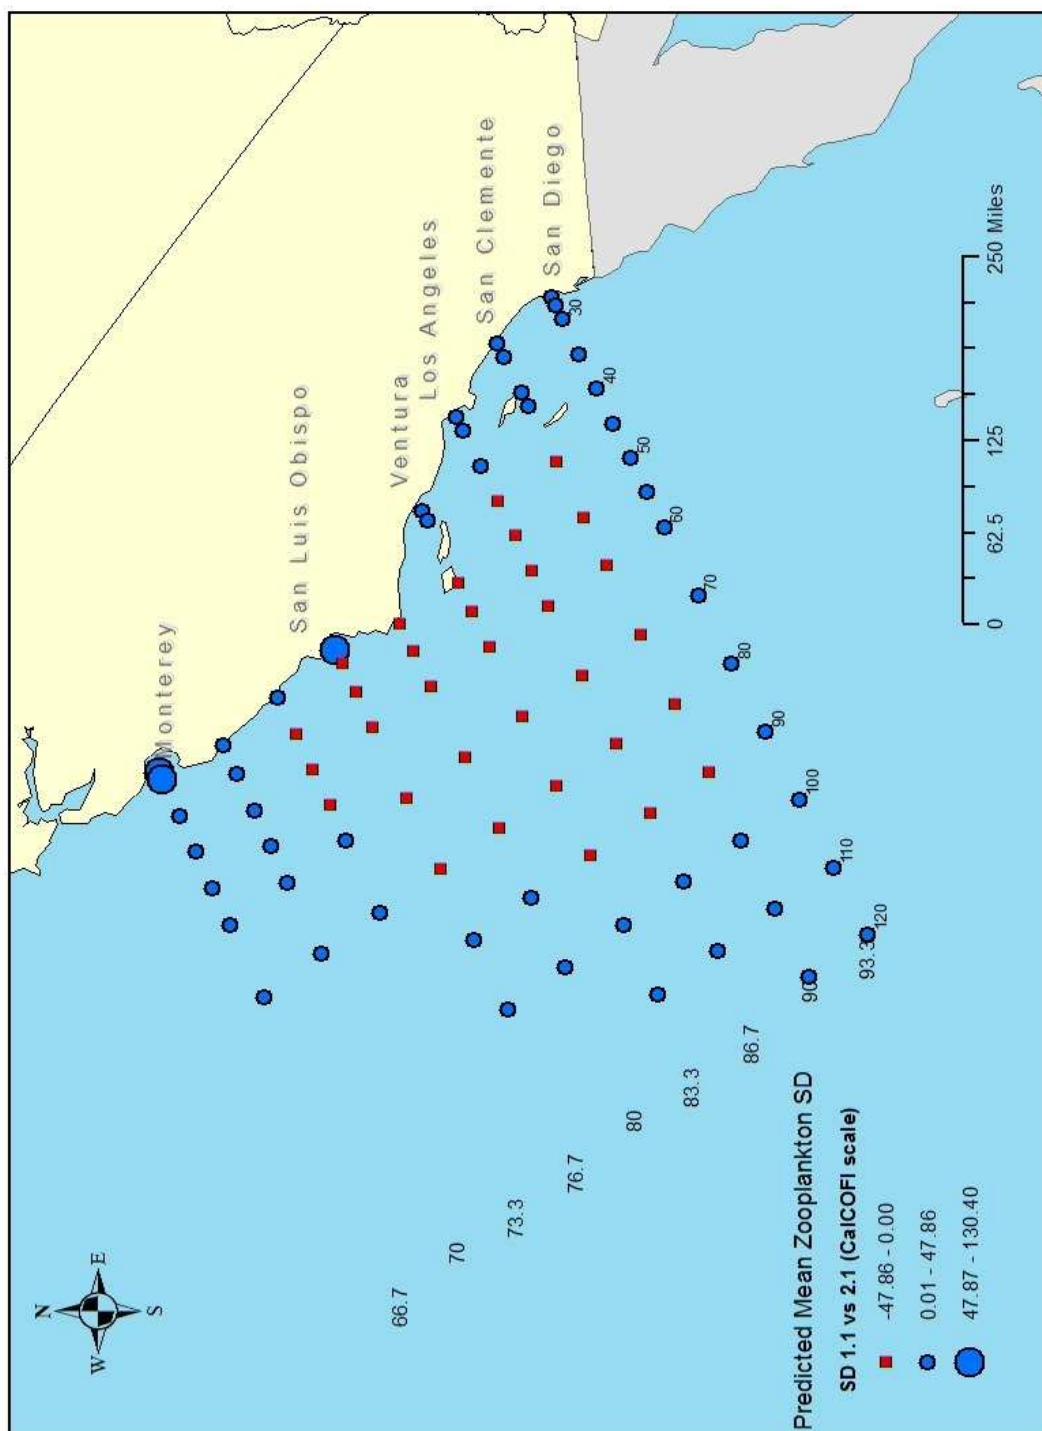 N
W
E
S
Monterey
San Luis Obispo
Ventura
Los Angeles
San Clemente
San Diego
30
40
50
60
70
80
90
100
110
120
66.7
70
73.3
76.7
80
83.3
86.7
90
93.3
Predicted Mean Zooplankton SD
SD 1.1 vs 2.1 (CalCOFI scale)
-47.86 - 0.00
0.01 - 47.86
47.87 - 130.40
0 62.5 125 250 Miles